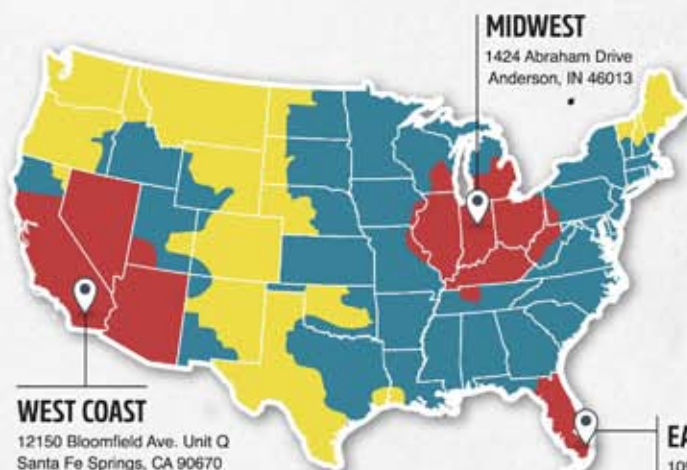 MIDWEST
1424 Abraham Drive
Anderson, IN 46013
WEST COAST
12150 Bloomfield Ave. Unit Q
Santa Fe Springs, CA 90670